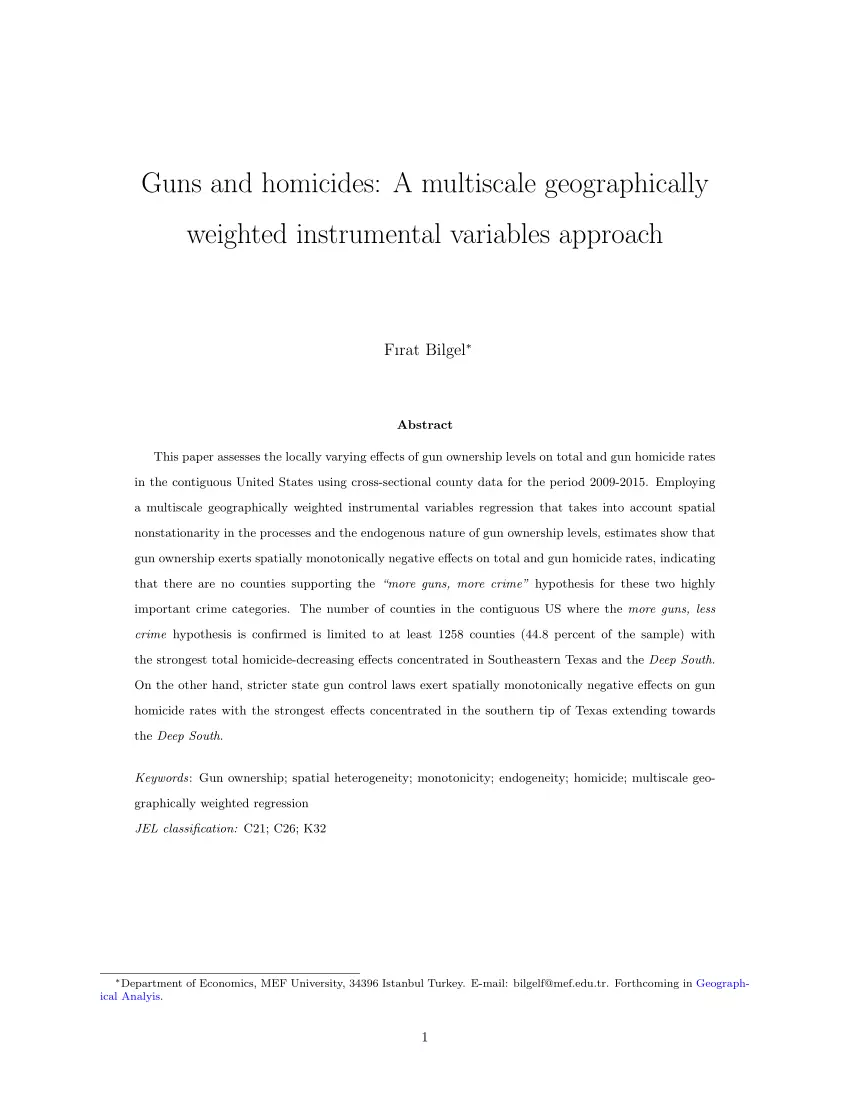 Guns and homicides: A multiscale geographically
weighted instrumental variables approach
Fırat Bilgel*
Abstract
This paper assesses the locally varying effects of gun ownership levels on total and gun homicide rates
in the contiguous United States using cross-sectional county data for the period 2009-2015. Employing
a multiscale geographically weighted instrumental variables regression that takes into account spatial
nonstationarity in the processes and the endogenous nature of gun ownership levels, estimates show that
gun ownership exerts spatially monotonically negative effects on total and gun homicide rates, indicating
that there are no counties supporting the “more guns, more crime” hypothesis for these two highly
important crime categories. The number of counties in the contiguous US where the more guns, less
crime hypothesis is confirmed is limited to at least 1258 counties (44.8 percent of the sample) with
the strongest total homicide-decreasing effects concentrated in Southeastern Texas and the Deep South.
On the other hand, stricter state gun control laws exert spatially monotonically negative effects on gun
homicide rates with the strongest effects concentrated in the southern tip of Texas extending towards
the Deep South.
Keywords: Gun ownership; spatial heterogeneity; monotonicity; endogeneity; homicide; multiscale geo-
graphically weighted regression
JEL classification: C21; C26; K32
*Department of Economics, MEF University, 34396 Istanbul Turkey. E-mail: bilgelf@mef.edu.tr. Forthcoming in Geograph-
ical Analyis.
1